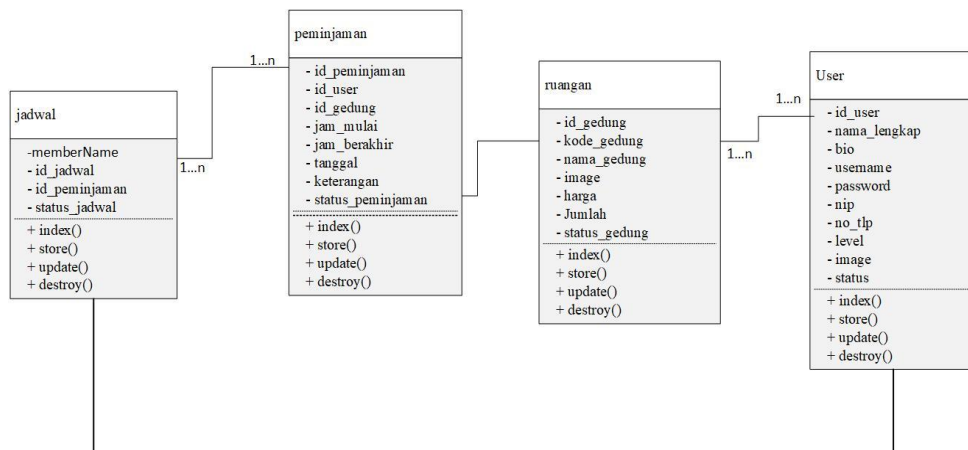 jadwal
-memberName
- id_jadwal
- id_peminjaman
- status_jadwal
+ index()
+ store()
+ update()
+ destroy()
1...n
1...n
peminjaman
- id_peminjaman
- id_user
- id_gedung
- jam_mulai
- jam_berakhir
- tanggal
- keterangan
- status_peminjaman
+ index()
+ store()
+ update()
+ destroy()
ruangan
- id_gedung
- kode_gedung
- nama_gedung
- image
- harga
- Jumlah
- status_gedung
+ index()
+ store()
+ update()
+ destroy()
1...n
1...n
User
- id_user
- nama_lengkap
- bio
- username
- password
- nip
- no_tlp
- level
- image
- status
+ index()
+ store()
+ update()
+ destroy()